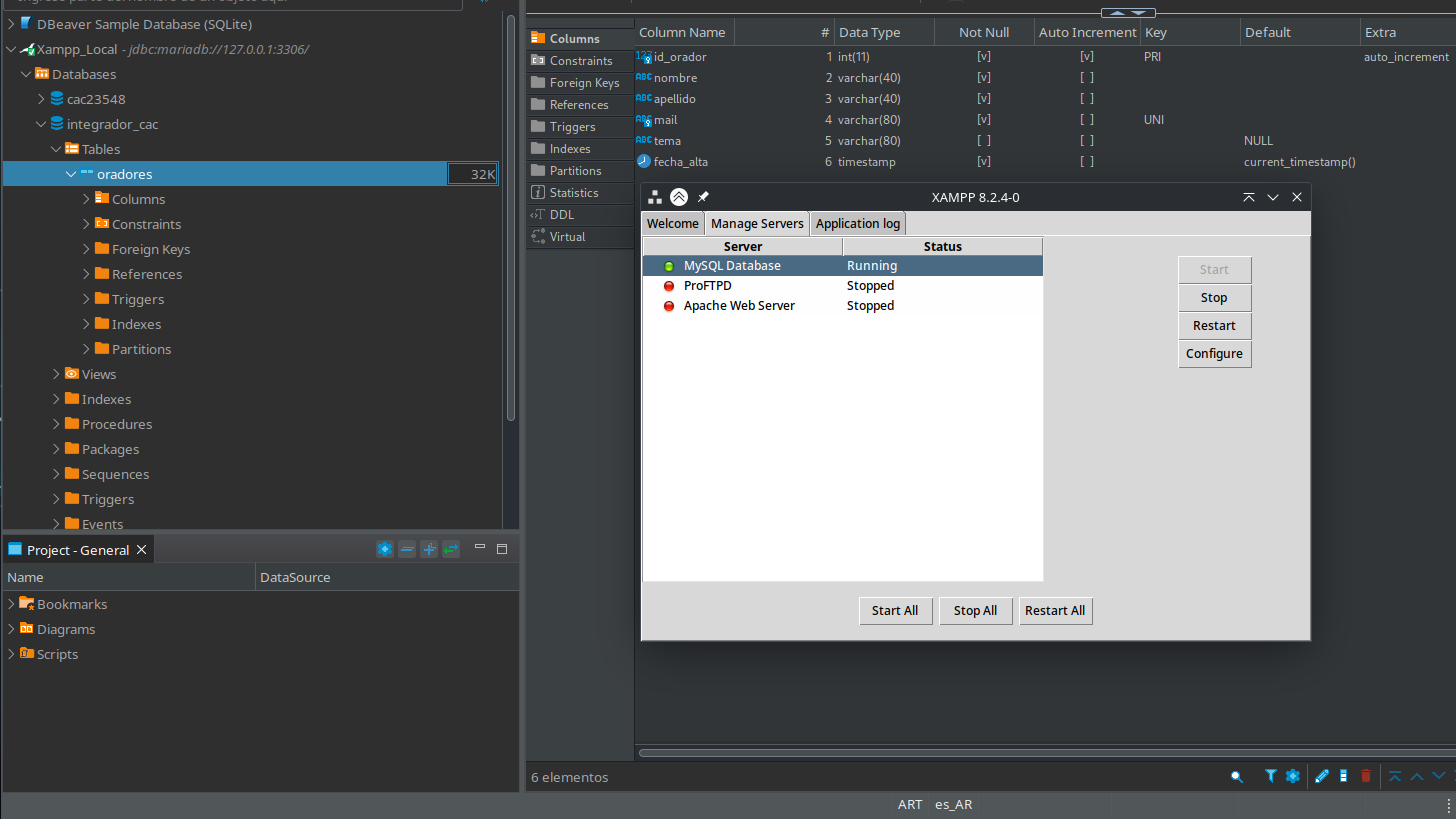 DBeaver Sample Database (SQLite)
Xampp_Local - jdbc:mariadb://127.0.0.1:3306/
Databases
cac23548
integrador_cac
Tables
oradores 32K
Columns
Constraints
Foreign Keys
References
Triggers
Indexes
Partitions
Views
Indexes
Procedures
Packages
Sequences
Triggers
Events
Project - General
Name DataSource
Bookmarks
Diagrams
Scripts
Columns
Constraints
Foreign Keys
References
Triggers
Indexes
Partitions
Statistics
DDL
Virtual
Column Name # Data Type Not Null Auto Increment Key Default Extra
123 id_orador 1 int(11) [v] [v] PRI auto_increment
ABC nombre 2 varchar(40) [v] [ ]
ABC apellido 3 varchar(40) [v] [ ]
ABC mail 4 varchar(80) [v] [ ] UNI
ABC tema 5 varchar(80) [ ] [ ] NULL
fecha_alta 6 timestamp [v] [ ] current_timestamp()
XAMPP 8.2.4-0
Welcome Manage Servers Application log
Server Status
MySQL Database Running
ProFTPD Stopped
Apache Web Server Stopped
Start
Stop
Restart
Configure
Start All Stop All Restart All
6 elementos
ART es_AR